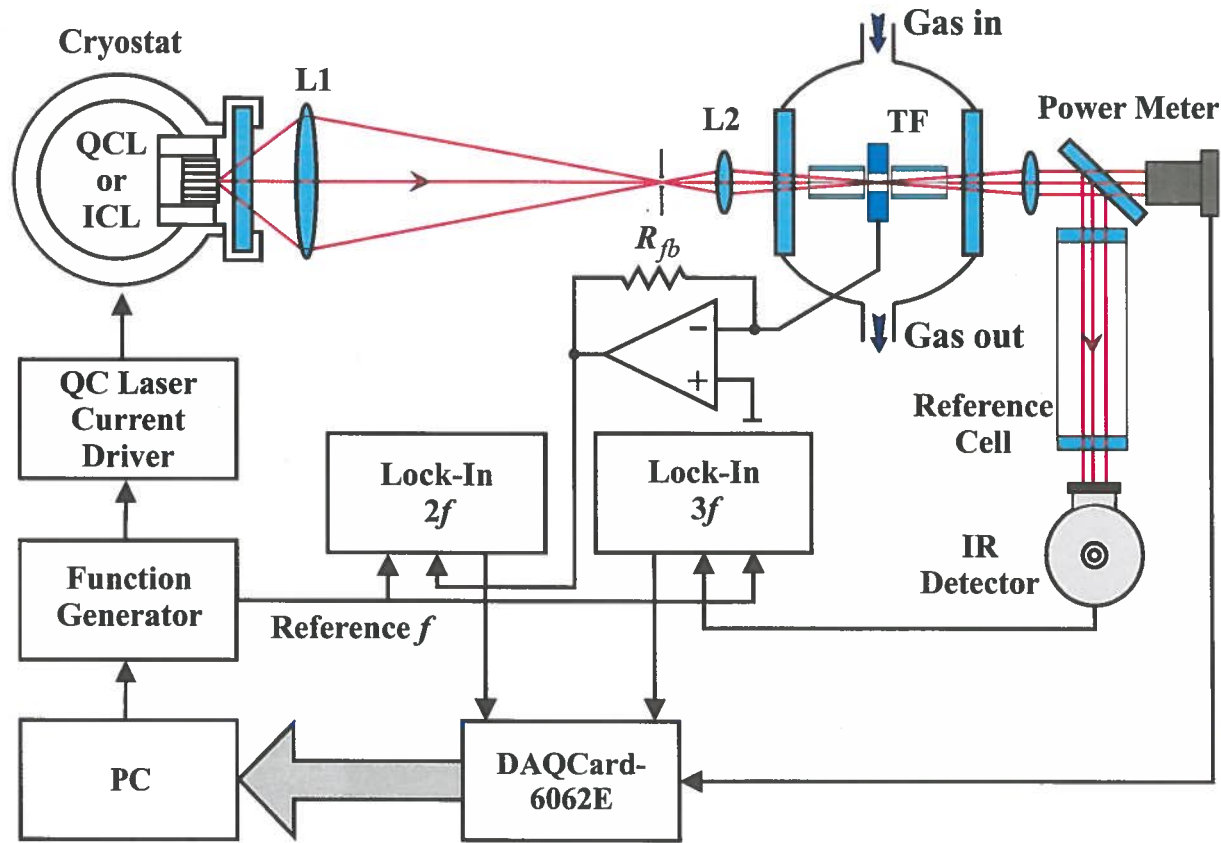 Cryostat
QCL
or
ICL
L1
L2
Gas in
TF
Power Meter
R_fb
−
+
Gas out
Reference
Cell
IR
Detector
QC Laser
Current
Driver
Lock-In
2f
Lock-In
3f
Function
Generator
Reference f
PC
DAQCard-
6062E